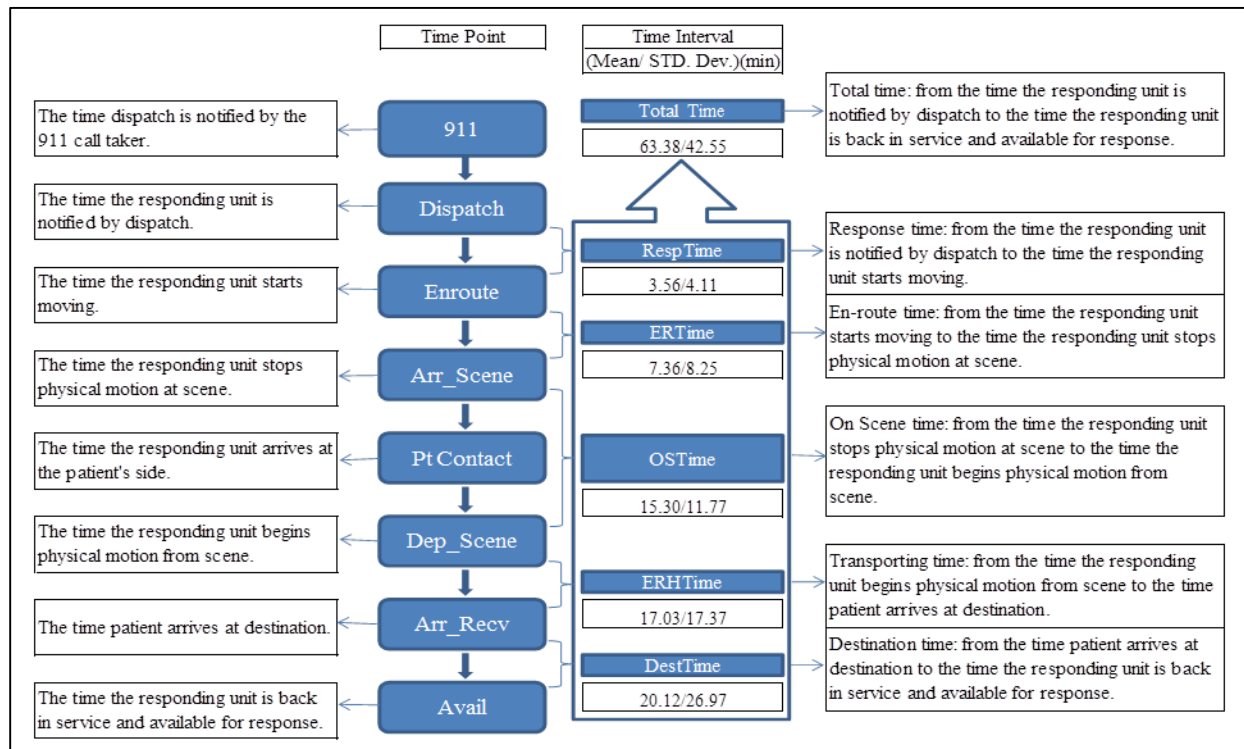 Time Point
Time Interval
(Mean/ STD. Dev.)(min)
The time dispatch is notified by the
911 call taker.
911
Total Time
63.38/42.55
Total time: from the time the responding unit is
notified by dispatch to the time the responding unit
is back in service and available for response.
The time the responding unit is
notified by dispatch.
Dispatch
RespTime
3.56/4.11
Response time: from the time the responding unit
is notified by dispatch to the time the responding
unit starts moving.
The time the responding unit starts
moving.
Enroute
ERTime
7.36/8.25
En-route time: from the time the responding unit
starts moving to the time the responding unit stops
physical motion at scene.
The time the responding unit stops
physical motion at scene.
Arr_Scene
The time the responding unit arrives at
the patient's side.
Pt Contact
OSTime
15.30/11.77
On Scene time: from the time the responding unit
stops physical motion at scene to the time the
responding unit begins physical motion from
scene.
The time the responding unit begins
physical motion from scene.
Dep_Scene
ERHTime
17.03/17.37
Transporting time: from the time the responding
unit begins physical motion from scene to the time
patient arrives at destination.
The time patient arrives at destination.
Arr_Recv
DestTime
20.12/26.97
Destination time: from the time patient arrives at
destination to the time the responding unit is back
in service and available for response.
The time the responding unit is back
in service and available for response.
Avail